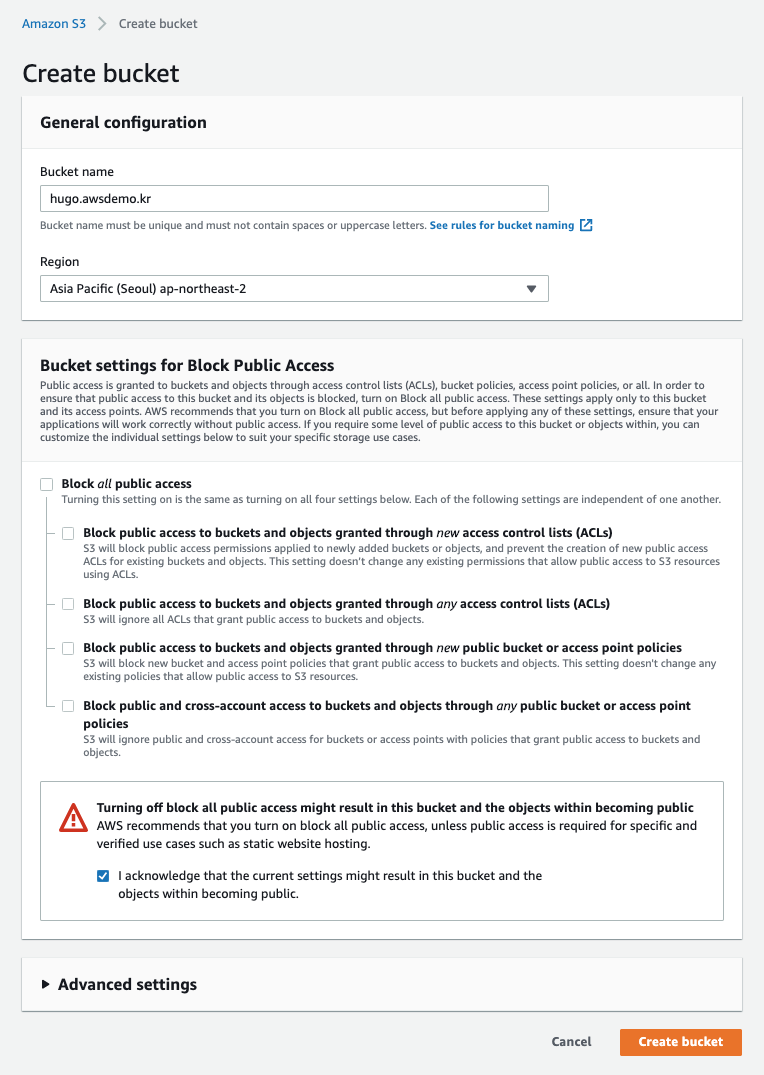 Amazon S3 > Create bucket
Create bucket
General configuration
Bucket name
hugo.awsdemo.kr
Bucket name must be unique and must not contain spaces or uppercase letters. See rules for bucket naming
Region
Asia Pacific (Seoul) ap-northeast-2
Bucket settings for Block Public Access
Public access is granted to buckets and objects through access control lists (ACLs), bucket policies, access point policies, or all. In order to
ensure that public access to this bucket and its objects is blocked, turn on Block all public access. These settings apply only to this bucket
and its access points. AWS recommends that you turn on Block all public access, but before applying any of these settings, ensure that your
applications will work correctly without public access. If you require some level of public access to this bucket or objects within, you can
customize the individual settings below to suit your specific storage use cases.
Block all public access
Turning this setting on is the same as turning on all four settings below. Each of the following settings are independent of one another.
Block public access to buckets and objects granted through new access control lists (ACLs)
S3 will block public access permissions applied to newly added buckets or objects, and prevent the creation of new public access
ACLs for existing buckets and objects. This setting doesn't change any existing permissions that allow public access to S3 resources
using ACLs.
Block public access to buckets and objects granted through any access control lists (ACLs)
S3 will ignore all ACLs that grant public access to buckets and objects.
Block public access to buckets and objects granted through new public bucket or access point policies
S3 will block new bucket and access point policies that grant public access to buckets and objects. This setting doesn't change any
existing policies that allow public access to S3 resources.
Block public and cross-account access to buckets and objects through any public bucket or access point
policies
S3 will ignore public and cross-account access for buckets or access points with policies that grant public access to buckets and
objects.
Turning off block all public access might result in this bucket and the objects within becoming public
AWS recommends that you turn on block all public access, unless public access is required for specific and
verified use cases such as static website hosting.
I acknowledge that the current settings might result in this bucket and the
objects within becoming public.
Advanced settings
Cancel
Create bucket